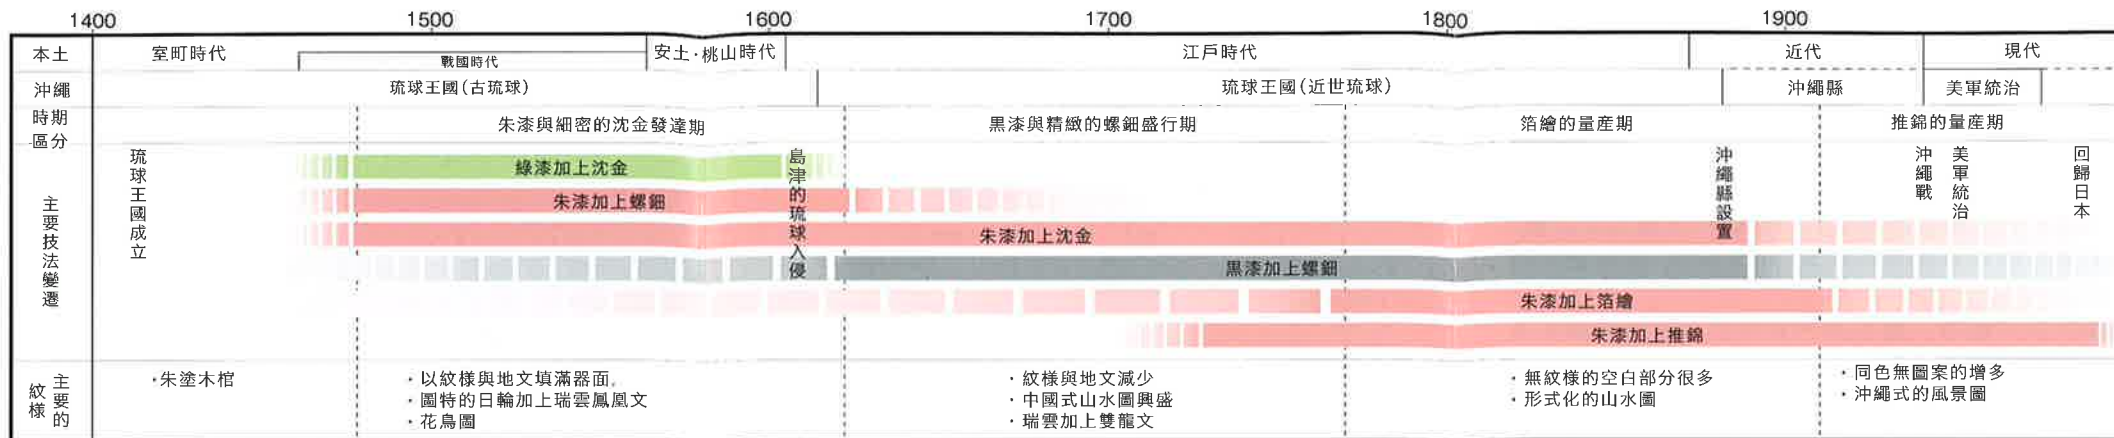 1400 1500 1600 1700 1800 1900
本土 室町時代 戰國時代 安土·桃山時代 江戶時代 近代 現代
沖繩 琉球王國(古琉球) 琉球王國(近世琉球) 沖繩縣 美軍統治
時期
區分
朱漆與細密的沈金發達期 黑漆與精緻的螺鈿盛行期 箔繪的量產期 推錦的量產期
主要技法變遷
琉球王國成立
島津的琉球入侵
沖繩縣設置
沖繩戰
美軍統治
回歸日本
綠漆加上沈金
朱漆加上螺鈿
朱漆加上沈金
黑漆加上螺鈿
朱漆加上箔繪
朱漆加上推錦
主要的
紋樣
·朱塗木棺
·以紋樣與地文填滿器面。
·圖特的日輪加上瑞雲鳳凰文
·花鳥圖
·紋樣與地文減少
·中國式山水圖興盛
·瑞雲加上雙龍文
·無紋樣的空白部分很多
·形式化的山水圖
·同色無圖案的增多
·沖繩式的風景圖